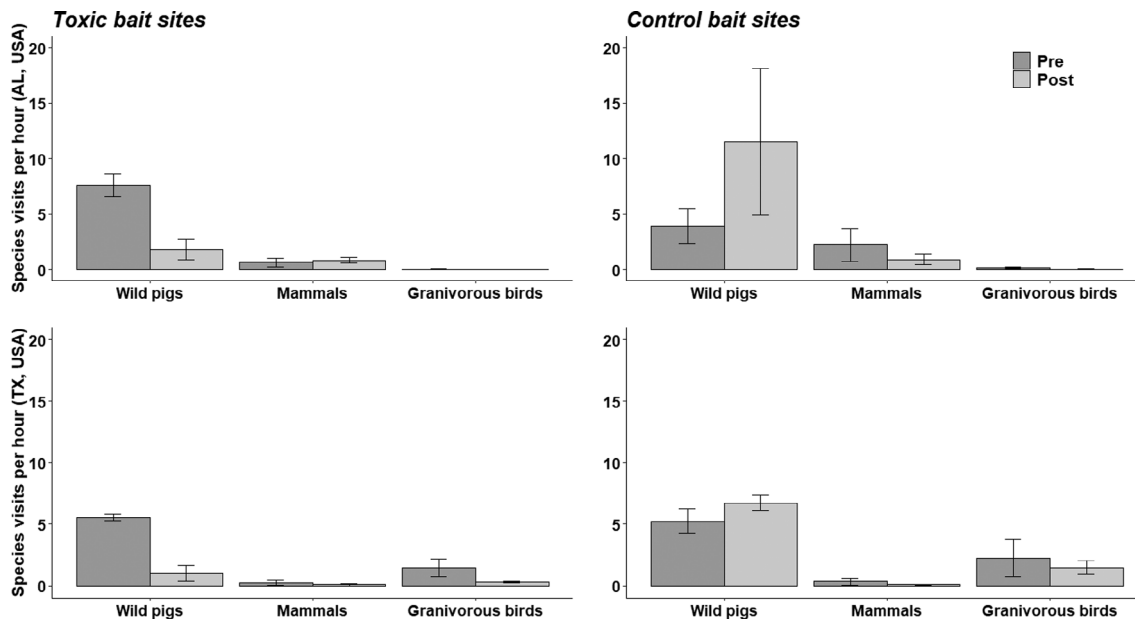 Toxic bait sites
Control bait sites
Species visits per hour (AL, USA)
20
15
10
5
0
Wild pigs Mammals Granivorous birds
20
15
10
5
0
Pre
Post
Wild pigs Mammals Granivorous birds
Species visits per hour (TX, USA)
20
15
10
5
0
Wild pigs Mammals Granivorous birds
20
15
10
5
0
Wild pigs Mammals Granivorous birds